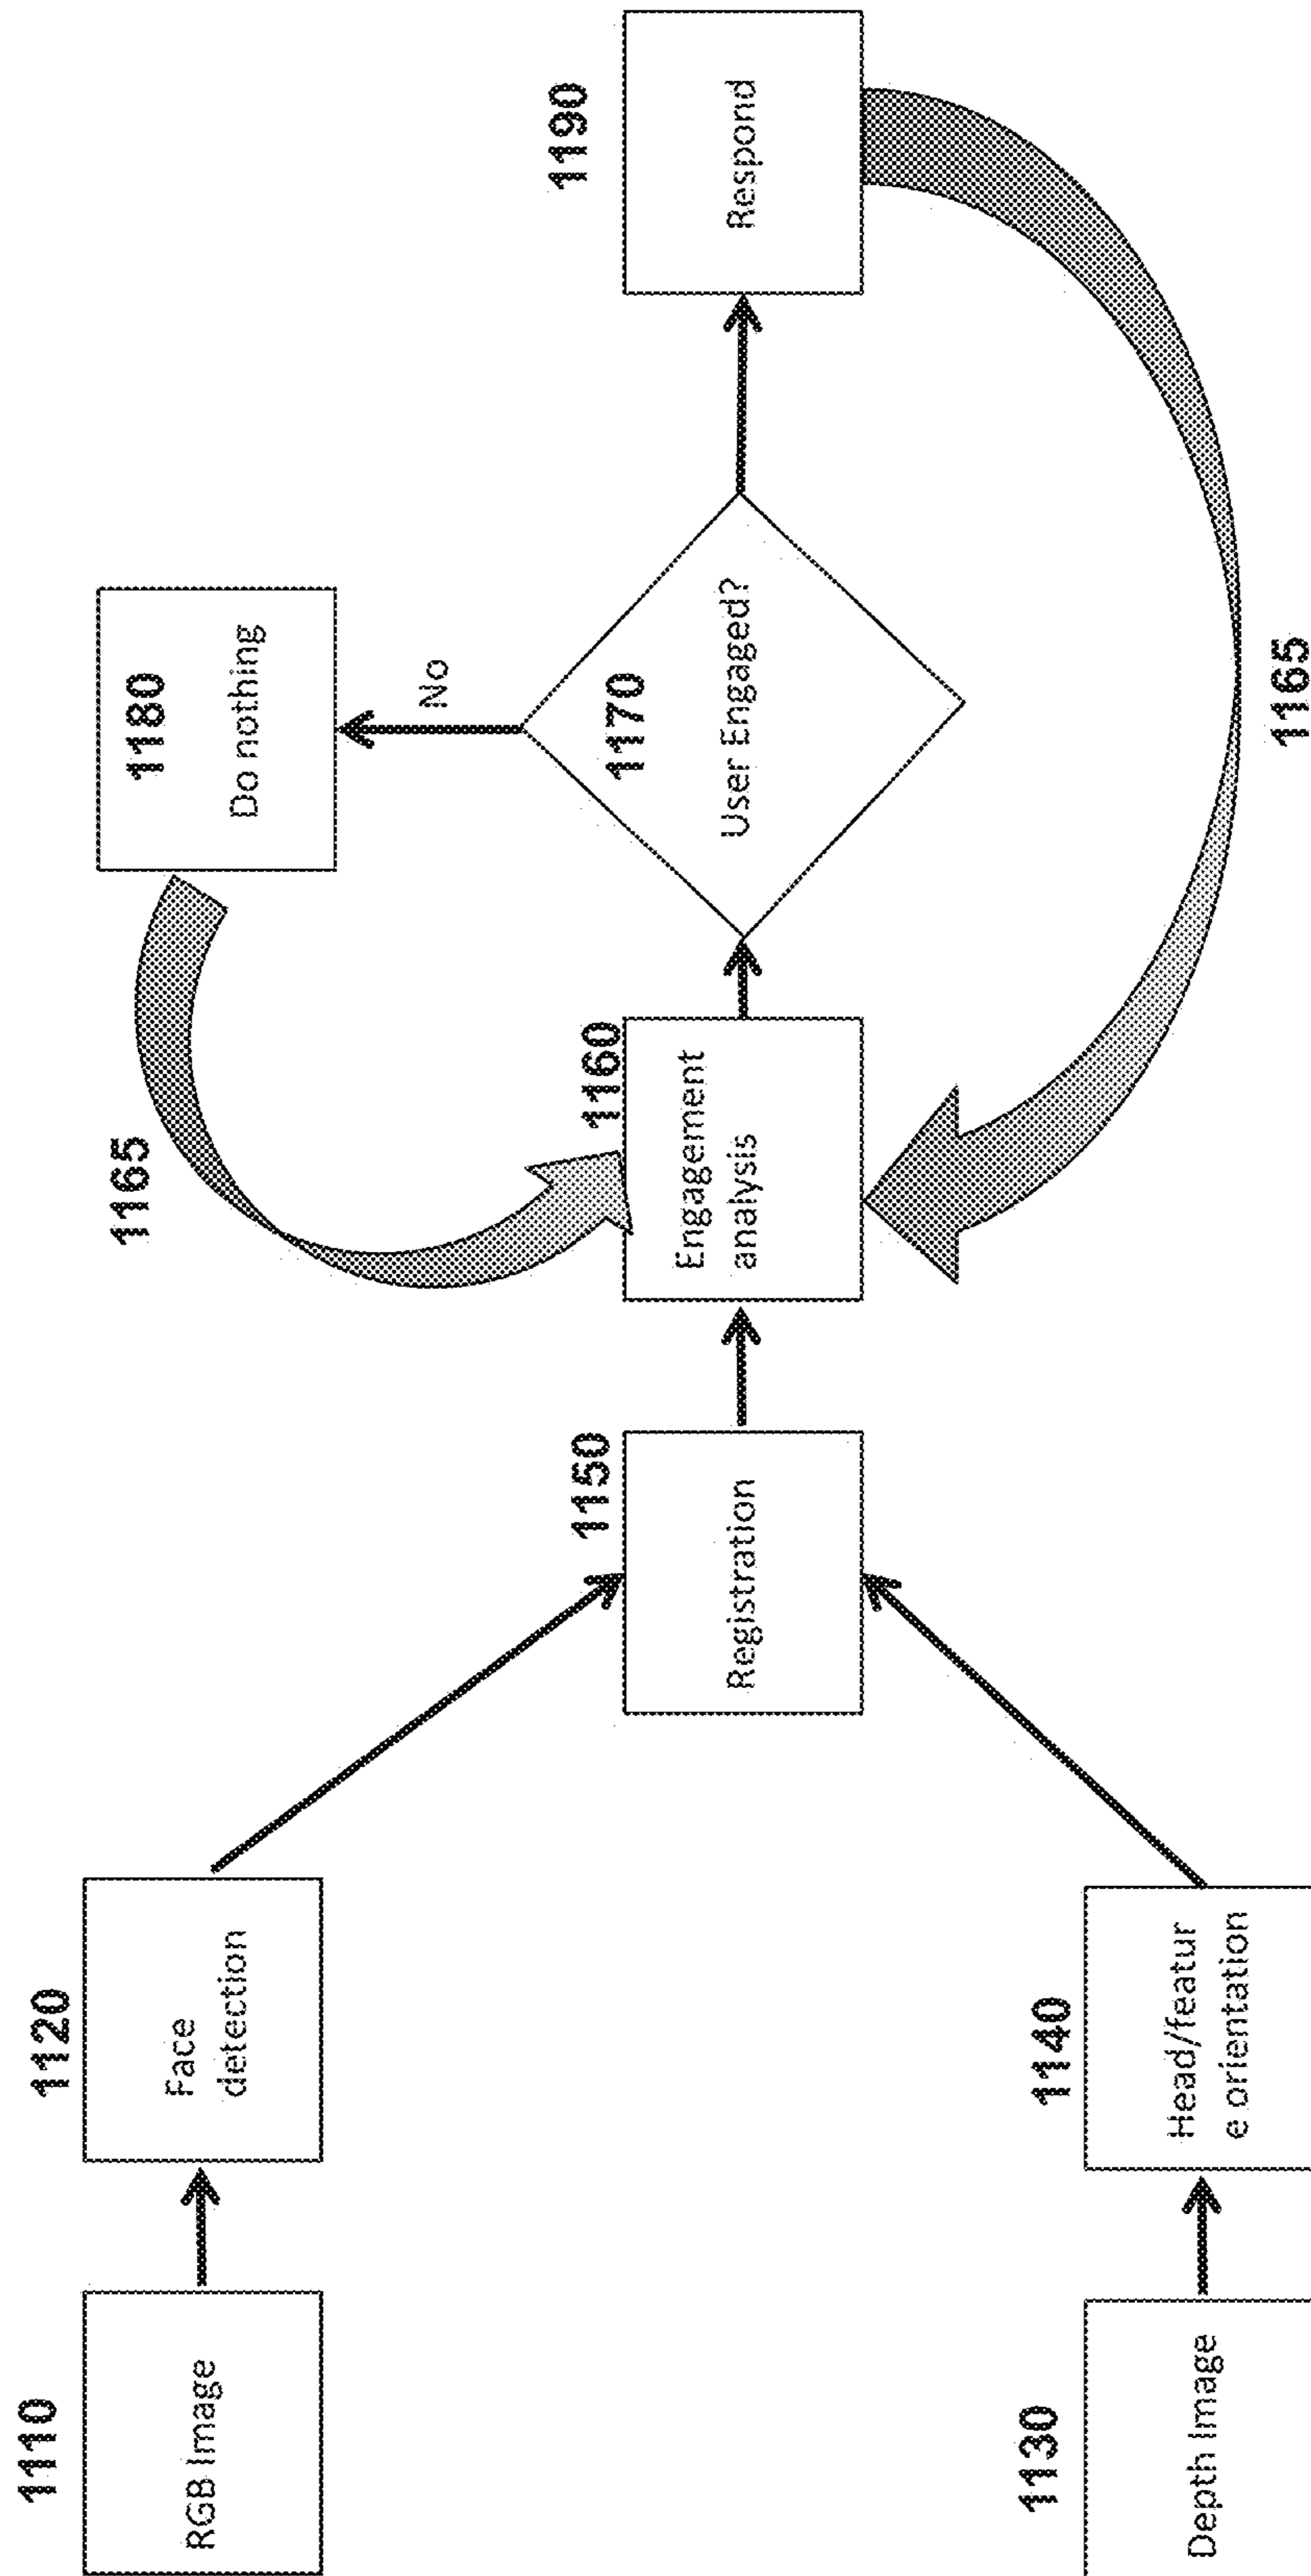 1110
RGB Image
1120
Face
detection
1130
Depth Image
1140
Head/featur
e orientation
1150
Registration
1160
Engagement
analysis
1165
1170
User Engaged?
No
1180
Do nothing
1190
Respond
1165